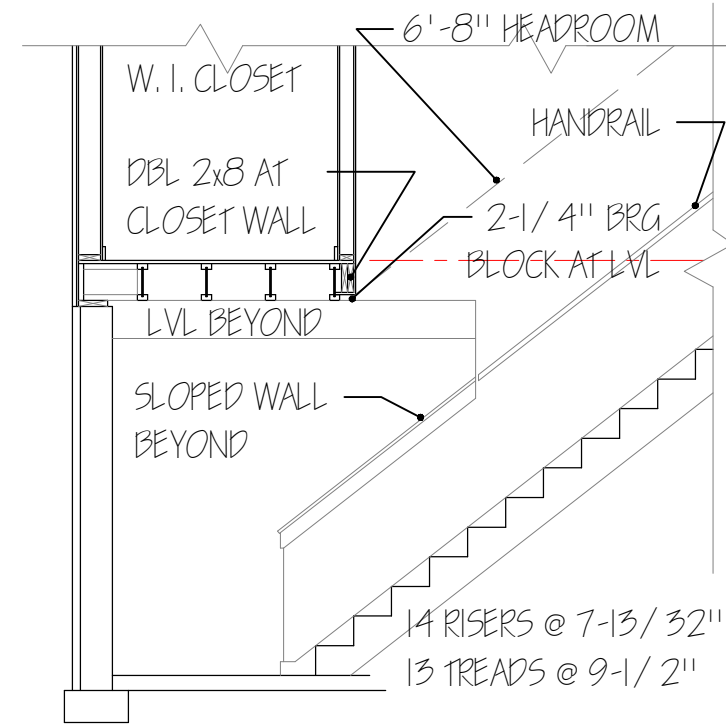 6'-8" HEADROOM
W. I. CLOSET
HANDRAIL
DBL 2x8 AT
CLOSET WALL
2-1/4" BRG
BLOCK AT LVL
LVL BEYOND
SLOPED WALL
BEYOND
14 RISERS @ 7-13/32"
13 TREADS @ 9-1/2"